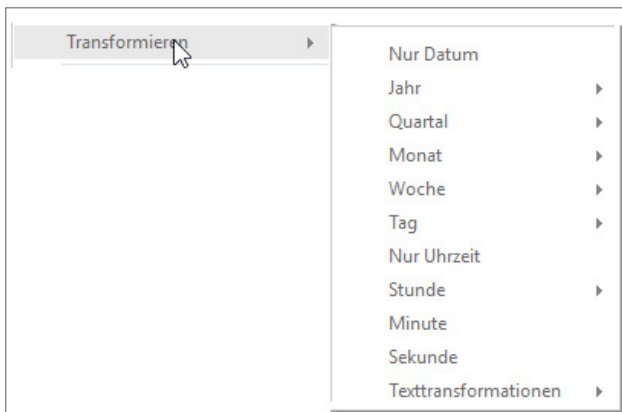 Transformieren
Nur Datum
Jahr
Quartal
Monat
Woche
Tag
Nur Uhrzeit
Stunde
Minute
Sekunde
Texttransformationen